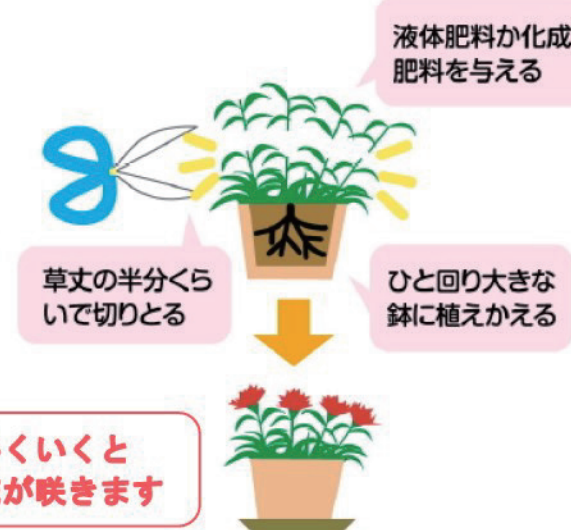 液体肥料か化成
肥料を与える
草丈の半分くら
いで切りとる
ひと回り大きな
鉢に植えかえる
くいくと
が咲きます